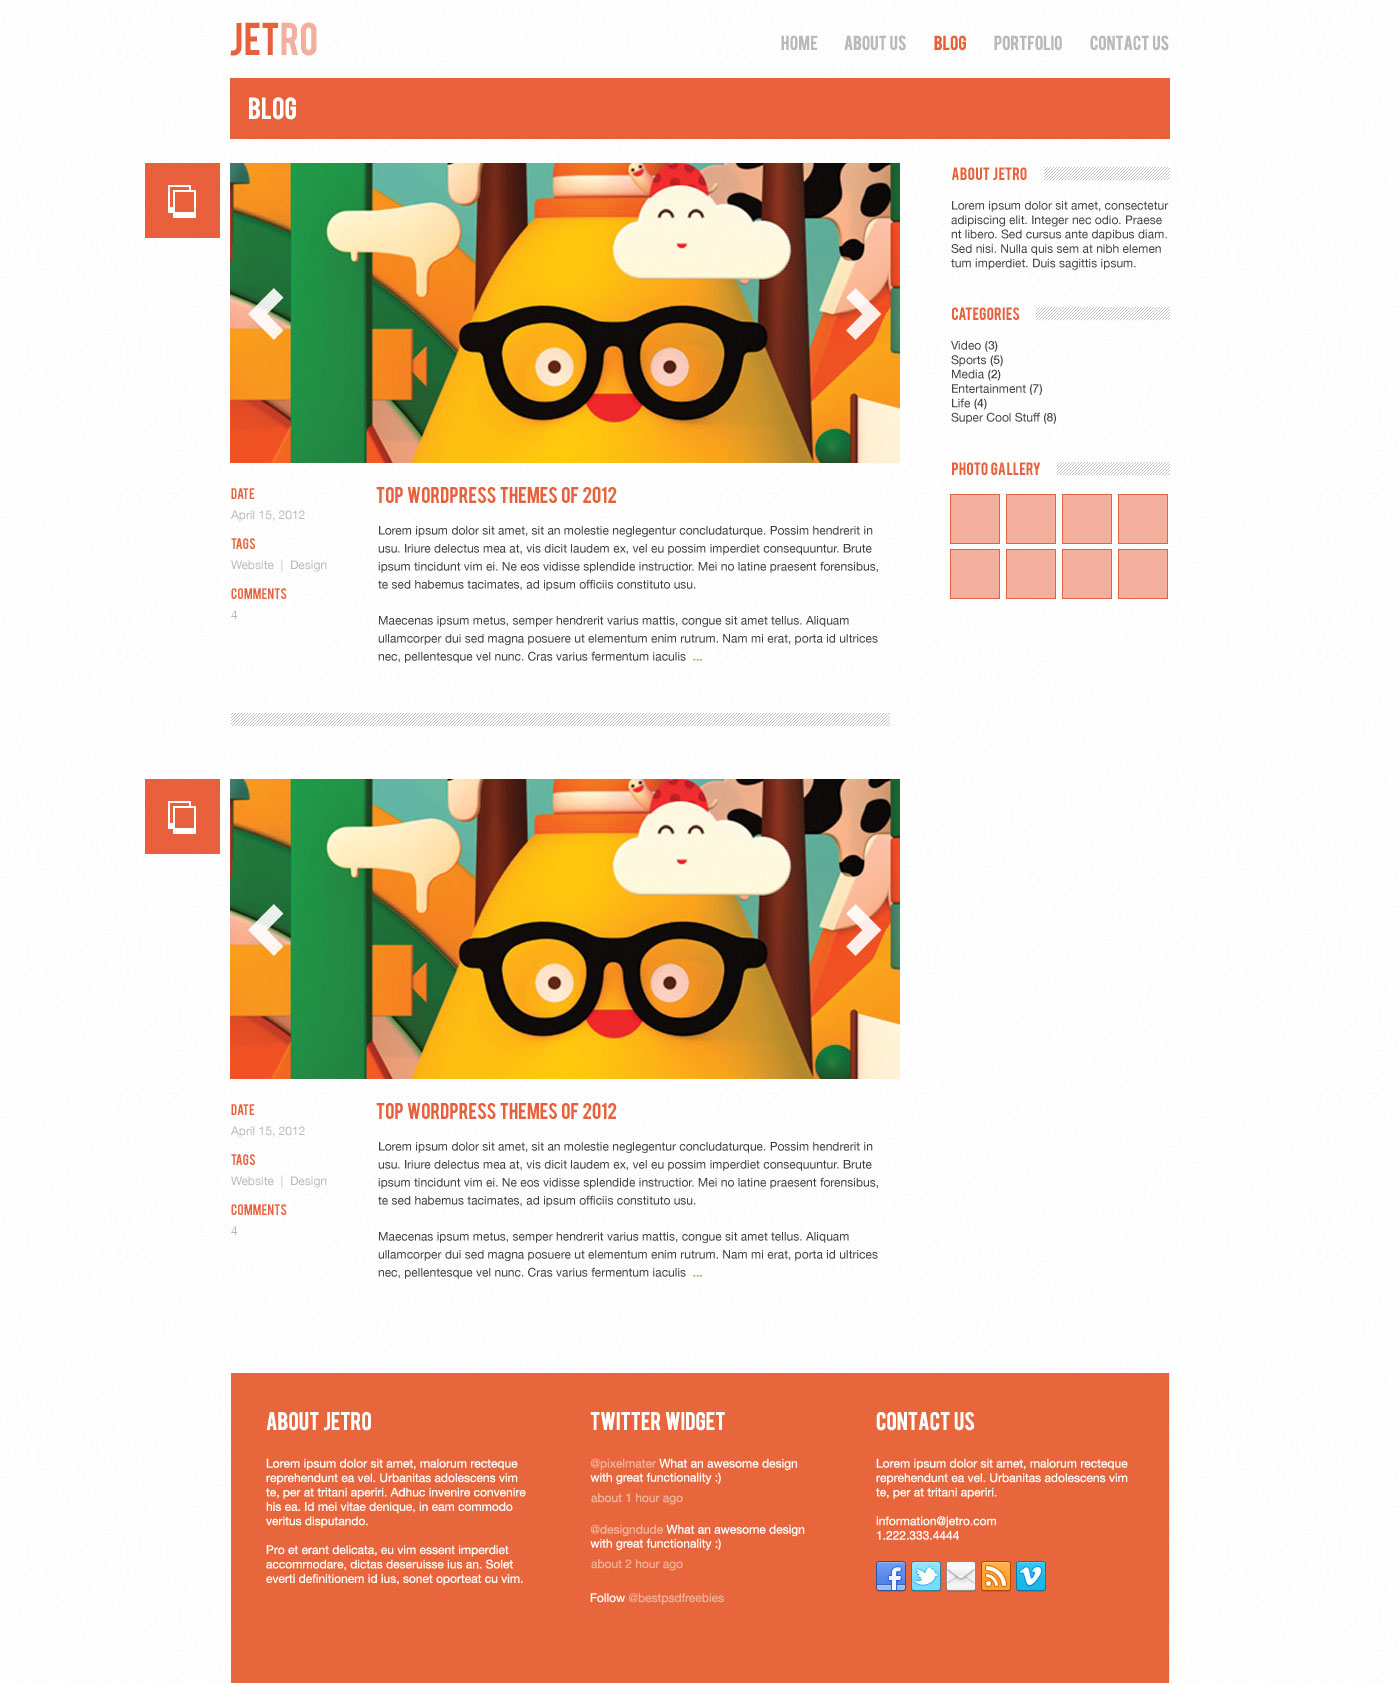 JETRO
HOME ABOUT US BLOG PORTFOLIO CONTACT US
BLOG
DATE
April 15, 2012
TAGS
Website | Design
COMMENTS
4
TOP WORDPRESS THEMES OF 2012
Lorem ipsum dolor sit amet, sit an molestie neglegentur concludaturque. Possim hendrerit in
usu. Iriure delectus mea at, vis dicit laudem ex, vel eu possim imperdiet consequuntur. Brute
ipsum tincidunt vim ei. Ne eos vidisse splendide instructior. Mei no latine praesent forensibus,
te sed habemus tacimates, ad ipsum officiis constituto usu.
Maecenas ipsum metus, semper hendrerit varius mattis, congue sit amet tellus. Aliquam
ullamcorper dui sed magna posuere ut elementum enim rutrum. Nam mi erat, porta id ultrices
nec, pellentesque vel nunc. Cras varius fermentum iaculis ...
DATE
April 15, 2012
TAGS
Website | Design
COMMENTS
4
TOP WORDPRESS THEMES OF 2012
Lorem ipsum dolor sit amet, sit an molestie neglegentur concludaturque. Possim hendrerit in
usu. Iriure delectus mea at, vis dicit laudem ex, vel eu possim imperdiet consequuntur. Brute
ipsum tincidunt vim ei. Ne eos vidisse splendide instructior. Mei no latine praesent forensibus,
te sed habemus tacimates, ad ipsum officiis constituto usu.
Maecenas ipsum metus, semper hendrerit varius mattis, congue sit amet tellus. Aliquam
ullamcorper dui sed magna posuere ut elementum enim rutrum. Nam mi erat, porta id ultrices
nec, pellentesque vel nunc. Cras varius fermentum iaculis ...
ABOUT JETRO
Lorem ipsum dolor sit amet, consectetur
adipiscing elit. Integer nec odio. Praese
nt libero. Sed cursus ante dapibus diam.
Sed nisi. Nulla quis sem at nibh elemen
tum imperdiet. Duis sagittis ipsum.
CATEGORIES
Video (3)
Sports (5)
Media (2)
Entertainment (7)
Life (4)
Super Cool Stuff (8)
PHOTO GALLERY
ABOUT JETRO
Lorem ipsum dolor sit amet, malorum recteque
reprehendunt ea vel. Urbanitas adolescens vim
te, per at tritani aperiri. Adhuc invenire convenire
his ea. Id mei vitae denique, in eam commodo
veritus disputando.
Pro et erant delicata, eu vim essent imperdiet
accommodare, dictas deseruisse ius an. Solet
everti definitionem id ius, sonet oporteat cu vim.
TWITTER WIDGET
@pixelmater What an awesome design
with great functionality :)
about 1 hour ago
@designdude What an awesome design
with great functionality :)
about 2 hour ago
Follow @bestpsdfreebies
CONTACT US
Lorem ipsum dolor sit amet, malorum recteque
reprehendunt ea vel. Urbanitas adolescens vim
te, per at tritani aperiri.
information@jetro.com
1.222.333.4444